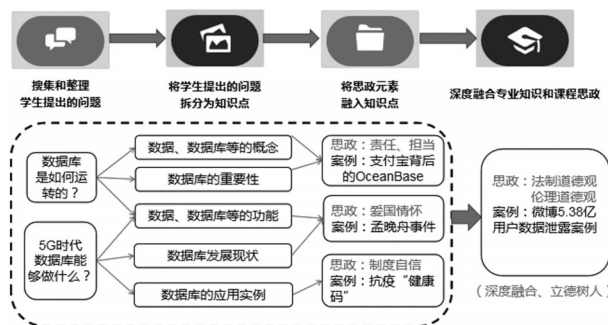 搜集和整理
学生提出的问题
将学生提出的问题
拆分为知识点
将思政元素
融入知识点
深度融合专业知识和课程思政
数据库
是如何运
转的？
5G时代
数据库能
够做什么？
数据、数据库等的概念
数据库的重要性
数据、数据库等的功能
数据库发展现状
数据库的应用实例
思政：责任、担当
案例：支付宝背后
的OceanBase
思政：爱国情怀
案例：孟晚舟事件
思政：制度自信
案例：抗疫“健康
码”
思政：法制道德观
伦理道德观
案例：微博5.38亿
用户数据泄露案例
（深度融合、立德树人）